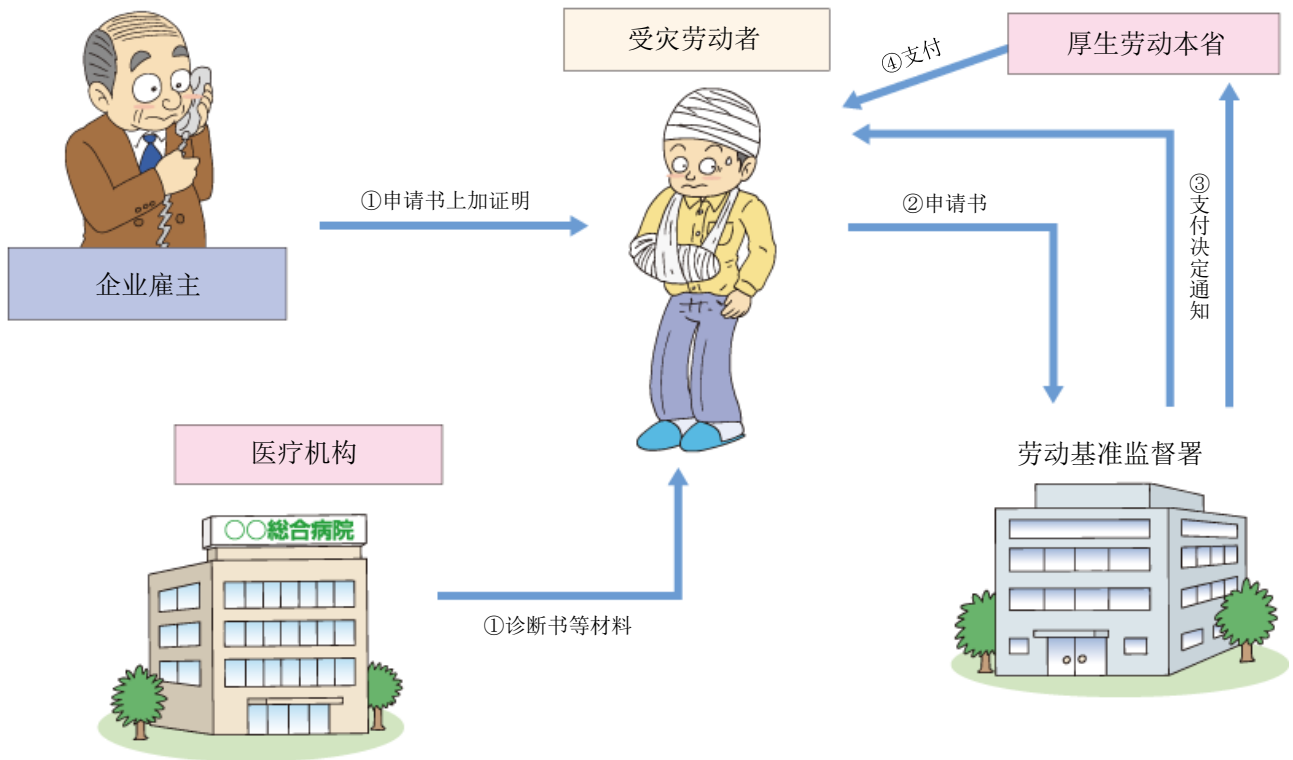 受灾劳动者
厚生劳动本省
④支付
①申请书上加证明
②申请书
③支付决定通知
企业雇主
医疗机构
劳动基准监督署
〇〇総合病院
①诊断书等材料